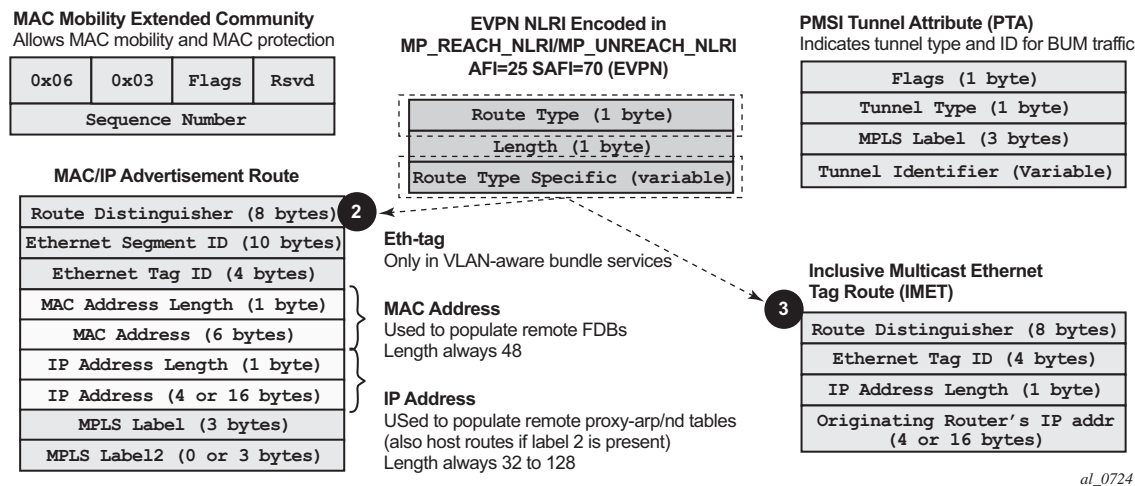 MAC Mobility Extended Community
Allows MAC mobility and MAC protection
0x06 0x03 Flags Rsvd
Sequence Number
EVPN NLRI Encoded in
MP_REACH_NLRI/MP_UNREACH_NLRI
AFI=25 SAFI=70 (EVPN)
Route Type (1 byte)
Length (1 byte)
Route Type Specific (variable)
PMSI Tunnel Attribute (PTA)
Indicates tunnel type and ID for BUM traffic
Flags (1 byte)
Tunnel Type (1 byte)
MPLS Label (3 bytes)
Tunnel Identifier (Variable)
MAC/IP Advertisement Route
2
Route Distinguisher (8 bytes)
Ethernet Segment ID (10 bytes)
Ethernet Tag ID (4 bytes)
MAC Address Length (1 byte)
MAC Address (6 bytes)
IP Address Length (1 byte)
IP Address (4 or 16 bytes)
MPLS Label (3 bytes)
MPLS Label2 (0 or 3 bytes)
Eth-tag
Only in VLAN-aware bundle services
MAC Address
Used to populate remote FDBs
Length always 48
IP Address
USed to populate remote proxy-arp/nd tables
(also host routes if label 2 is present)
Length always 32 to 128
Inclusive Multicast Ethernet
Tag Route (IMET)
3
Route Distinguisher (8 bytes)
Ethernet Tag ID (4 bytes)
IP Address Length (1 byte)
Originating Router's IP addr
(4 or 16 bytes)
al_0724